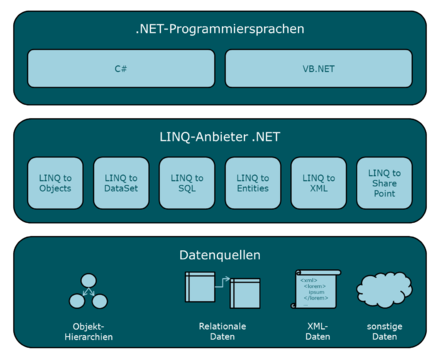 .NET-Programmiersprachen
C#
VB.NET
LINQ-Anbieter .NET
LINQ to
Objects
LINQ to
DataSet
LINQ to
SQL
LINQ to
Entities
LINQ to
XML
LINQ to
Share
Point
Datenquellen
<xml>
<lorem>
ipsum
</lorem>
...
Objekt-
Hierarchien
Relationale
Daten
XML-
Daten
sonstige
Daten